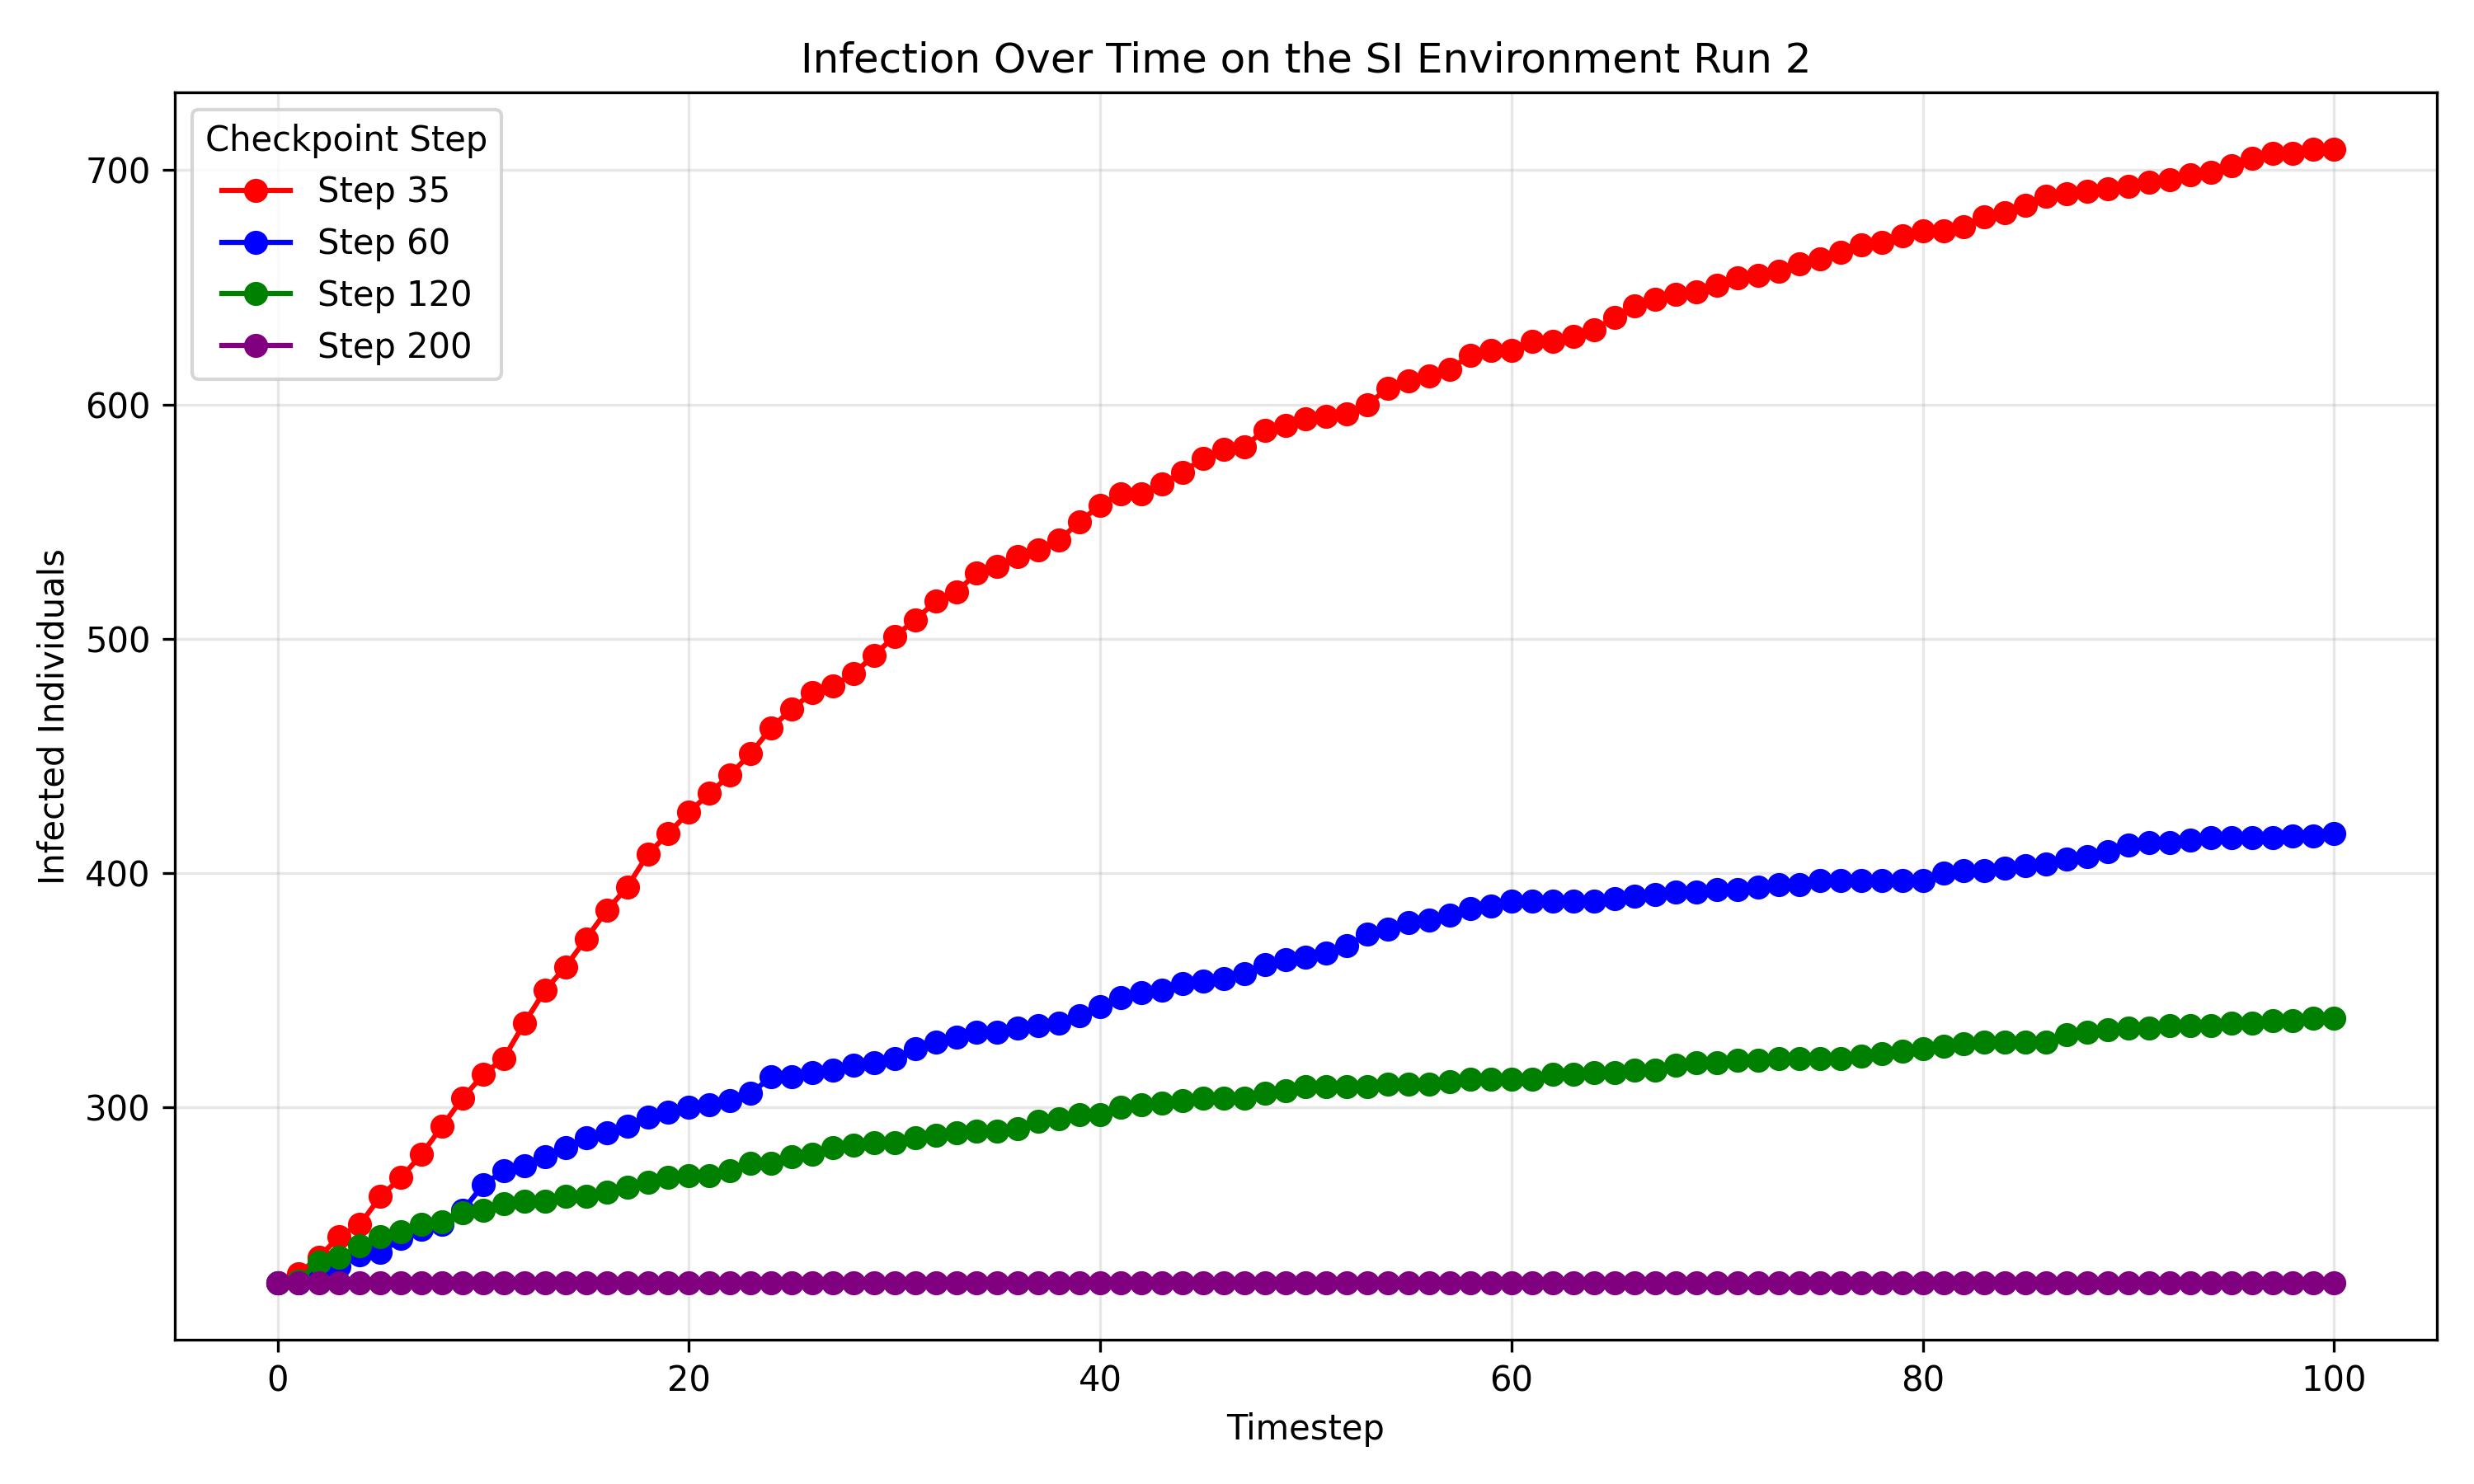 Infection Over Time on the SI Environment Run 2
Checkpoint Step
Step 35
Step 60
Step 120
Step 200
Infected Individuals
700
600
500
400
300
0
20
40
60
80
100
Timestep